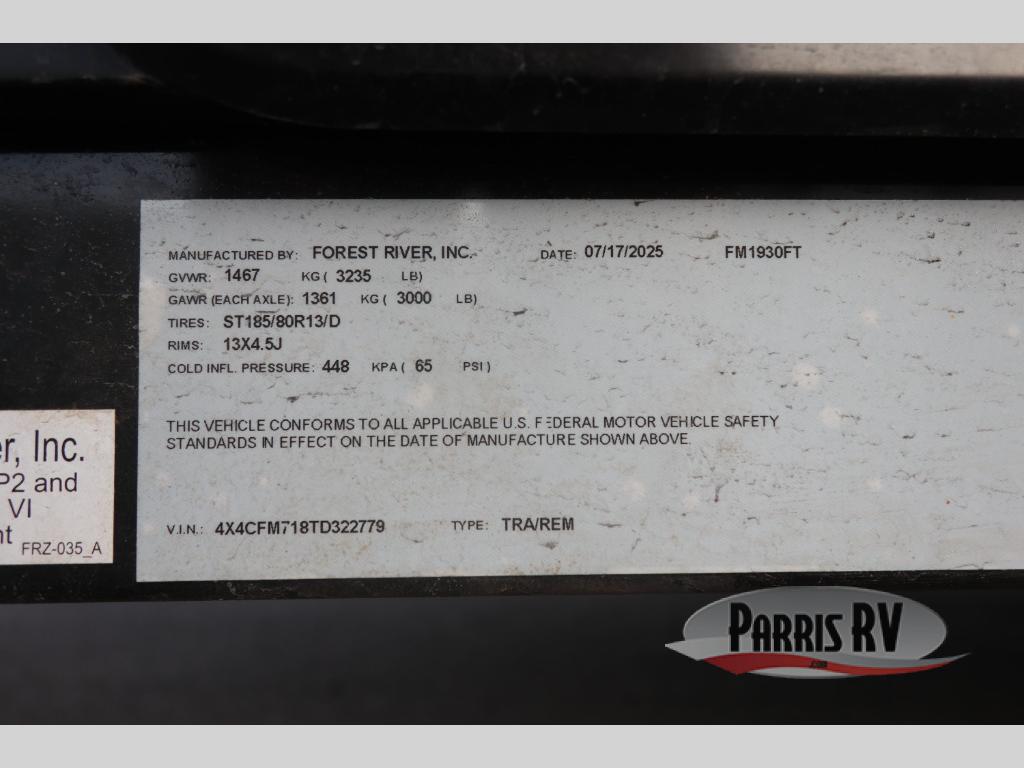 MANUFACTURED BY: FOREST RIVER, INC. DATE: 07/17/2025 FM1930FT
GVWR: 1467 KG ( 3235 LB)
GAWR (EACH AXLE): 1361 KG ( 3000 LB)
TIRES: ST185/80R13/D
RIMS: 13X4.5J
COLD INFL. PRESSURE: 448 KPA ( 65 PSI )
THIS VEHICLE CONFORMS TO ALL APPLICABLE U.S. FEDERAL MOTOR VEHICLE SAFETY
STANDARDS IN EFFECT ON THE DATE OF MANUFACTURE SHOWN ABOVE.
V.I.N.: 4X4CFM718TD322779 TYPE: TRA/REM
er, Inc.
P2 and
VI
nt
FRZ-035_A
PARRIS RV
.com